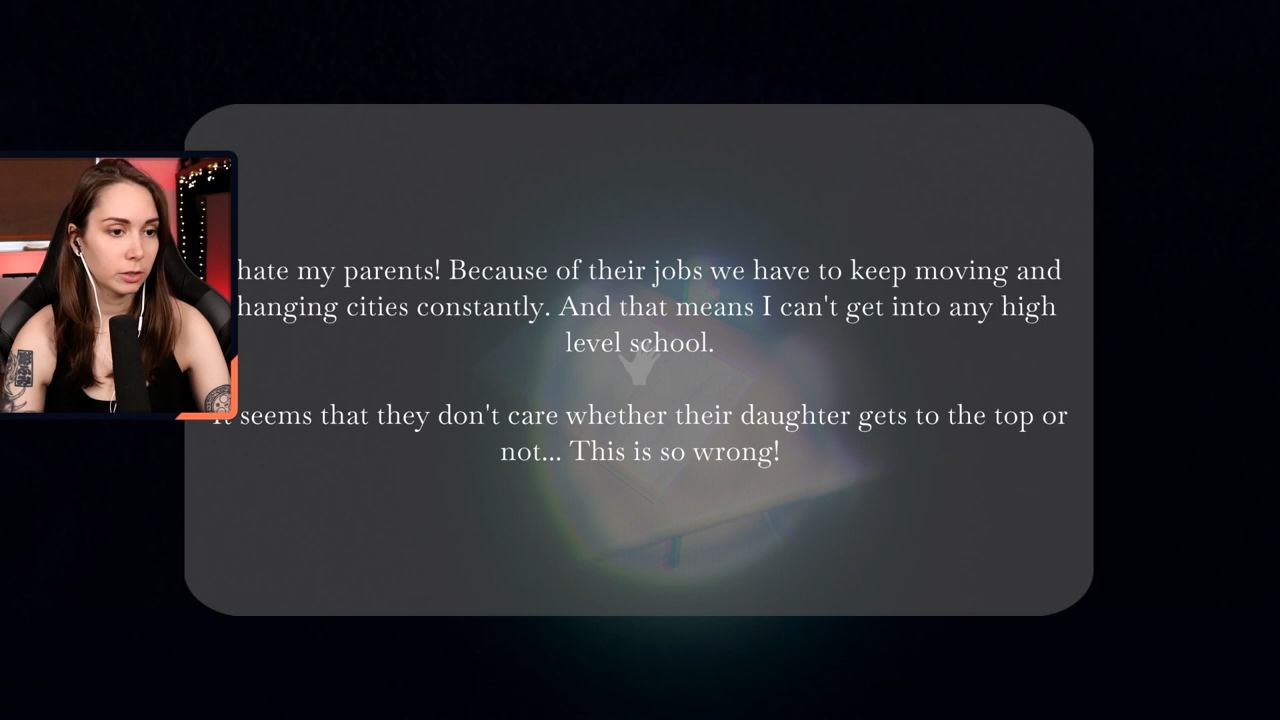 hate my parents! Because of their jobs we have to keep moving and
hanging cities constantly. And that means I can't get into any high
level school.
It seems that they don't care whether their daughter gets to the top or
not... This is so wrong!